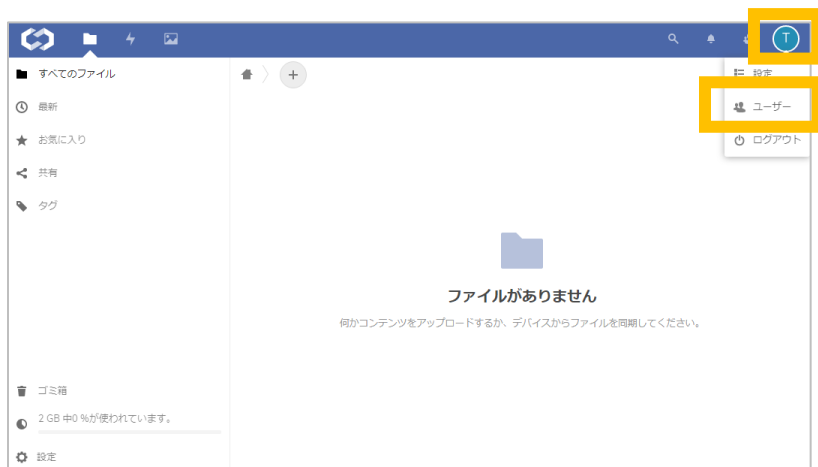 T
すべてのファイル
設定
最新
ユーザー
お気に入り
ログアウト
共有
タグ
ファイルがありません
何かコンテンツをアップロードするか、デバイスからファイルを同期してください。
ゴミ箱
2 GB 中0 %が使われています。
設定